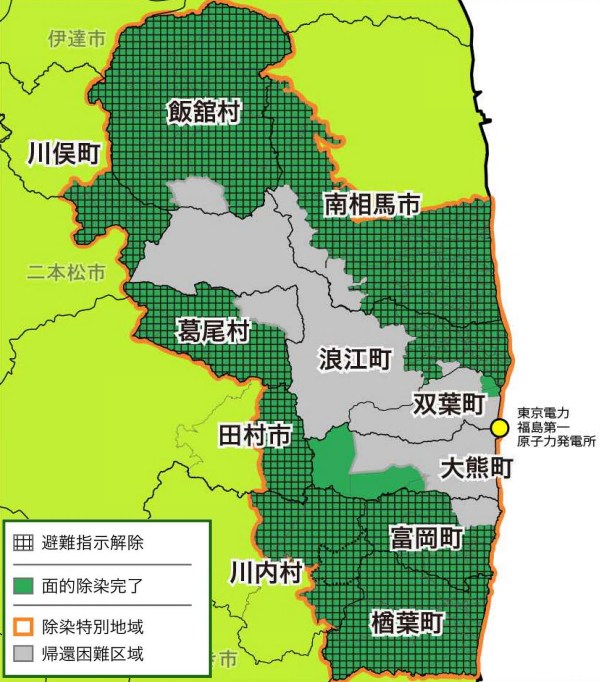 伊達市
飯舘村
川俣町
南相馬市
二本松市
葛尾村
浪江町
双葉町
東京電力
福島第一
原子力発電所
田村市
大熊町
富岡町
川内村
楢葉町
避難指示解除
面的除染完了
除染特別地域
帰還困難区域
き市